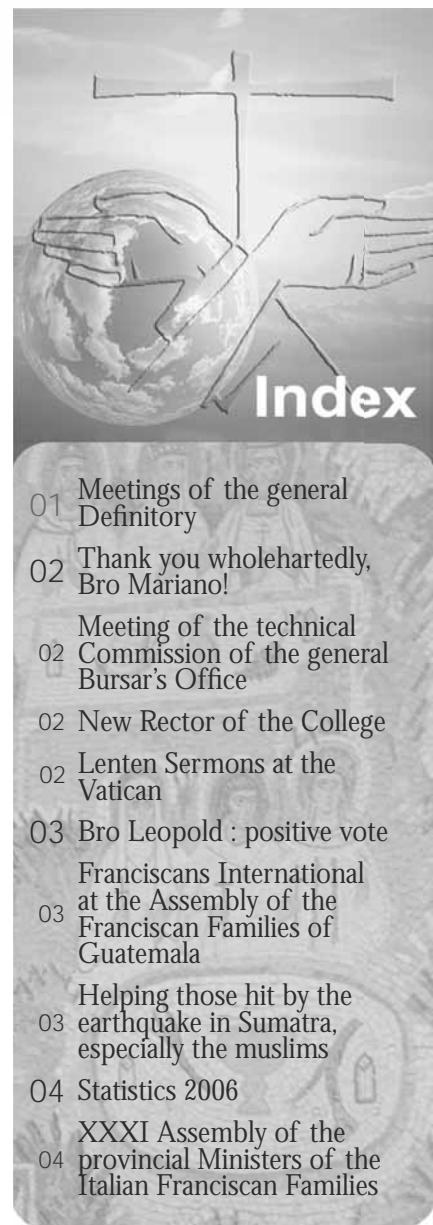 Index
01 Meetings of the general
Definitory
02 Thank you wholehartedly,
Bro Mariano!
Meeting of the technical
02 Commission of the general
Bursar's Office
02 New Rector of the College
02 Lenten Sermons at the
Vatican
03 Bro Leopold : positive vote
Franciscans International
at the Assembly of the
03 Franciscan Families of
Guatemala
Helping those hit by the
03 earthquake in Sumatra,
especially the muslims
04 Statistics 2006
XXXI Assembly of the
04 provincial Ministers of the
Italian Franciscan Families